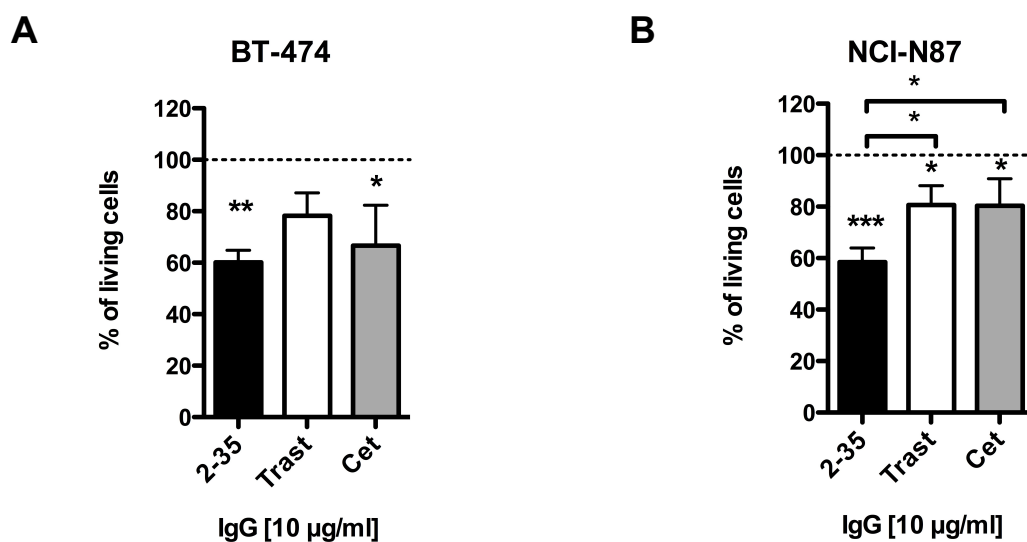 A
BT-474
% of living cells
120
100
80
60
40
20
0
**
*
2-35
Trast
Cet
IgG [10 µg/ml]
B
NCI-N87
% of living cells
120
100
80
60
40
20
0
*
*
***
*
*
2-35
Trast
Cet
IgG [10 µg/ml]